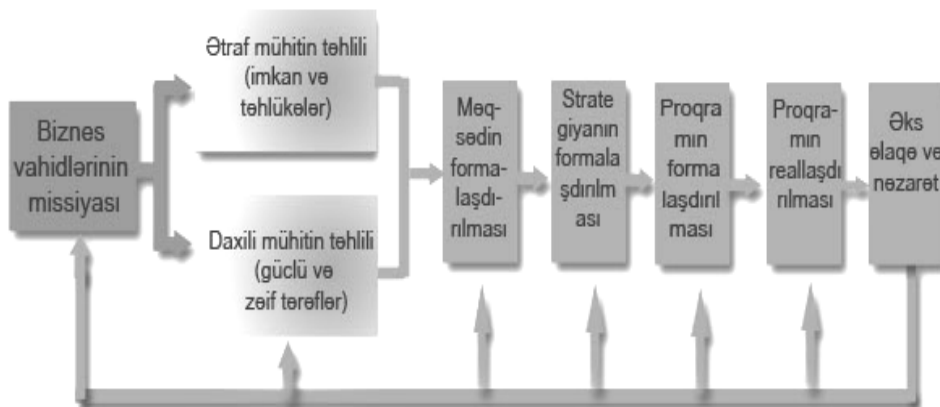 Biznes
vahidlərinin
missiyası
Ətraf mühitin təhlili
(imkan və
təhlükələr)
Daxili mühitin təhlili
(güclü və
zəif tərəflər)
Məq-
sədin
forma-
laşdı-
rılması
Strate
giyanın
formala
şdırılm
ası
Proqra
mın
forma
laşdırıl
ması
Proqra-
mın
reallaşdı
rılması
Əks
əlaqə və
nəzarət